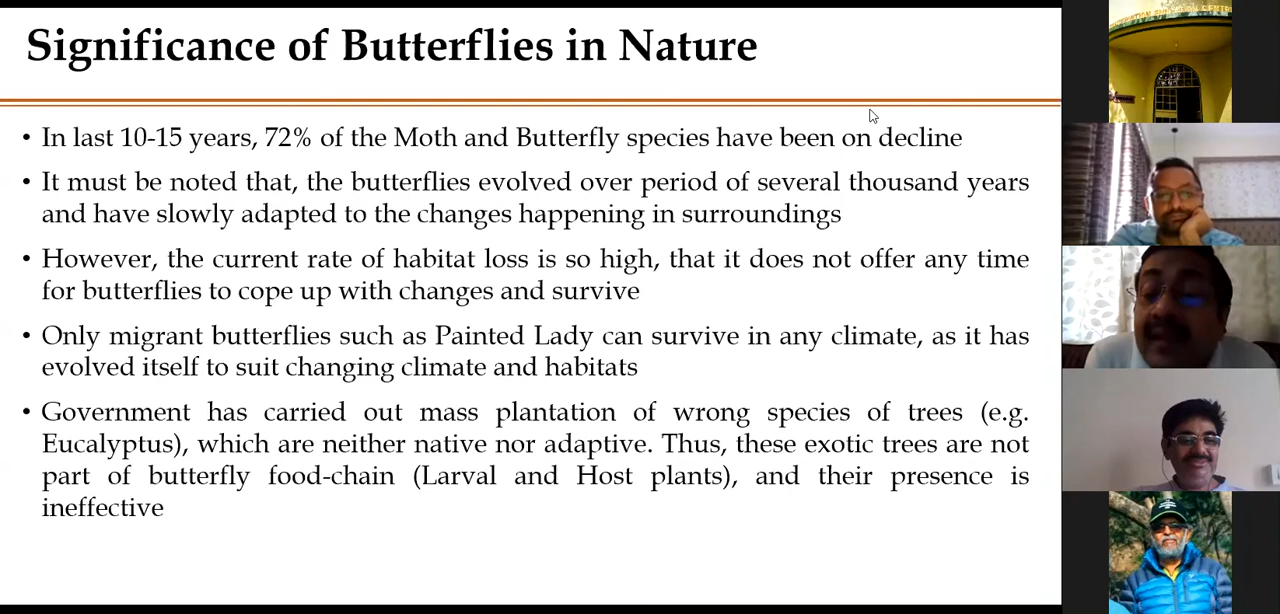 Significance of Butterflies in Nature
• In last 10-15 years, 72% of the Moth and Butterfly species have been on decline
• It must be noted that, the butterflies evolved over period of several thousand years
and have slowly adapted to the changes happening in surroundings
• However, the current rate of habitat loss is so high, that it does not offer any time
for butterflies to cope up with changes and survive
• Only migrant butterflies such as Painted Lady can survive in any climate, as it has
evolved itself to suit changing climate and habitats
• Government has carried out mass plantation of wrong species of trees (e.g.
Eucalyptus), which are neither native nor adaptive. Thus, these exotic trees are not
part of butterfly food-chain (Larval and Host plants), and their presence is
ineffective